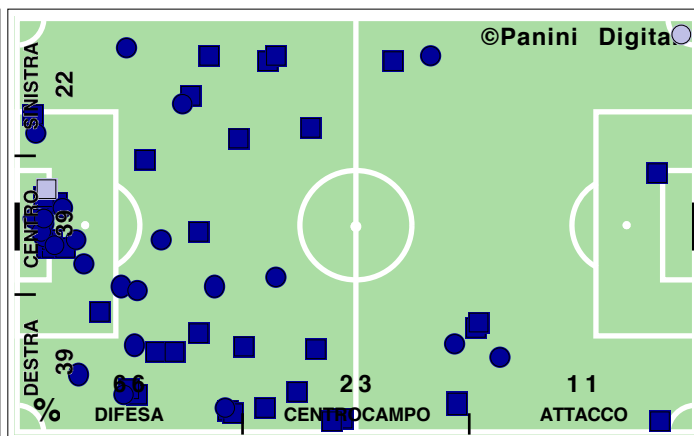 ©Panini Digital
SINISTRA
22
CENTRO
39
DESTRA
39
66 23 11
% DIFESA CENTROCAMPO ATTACCO